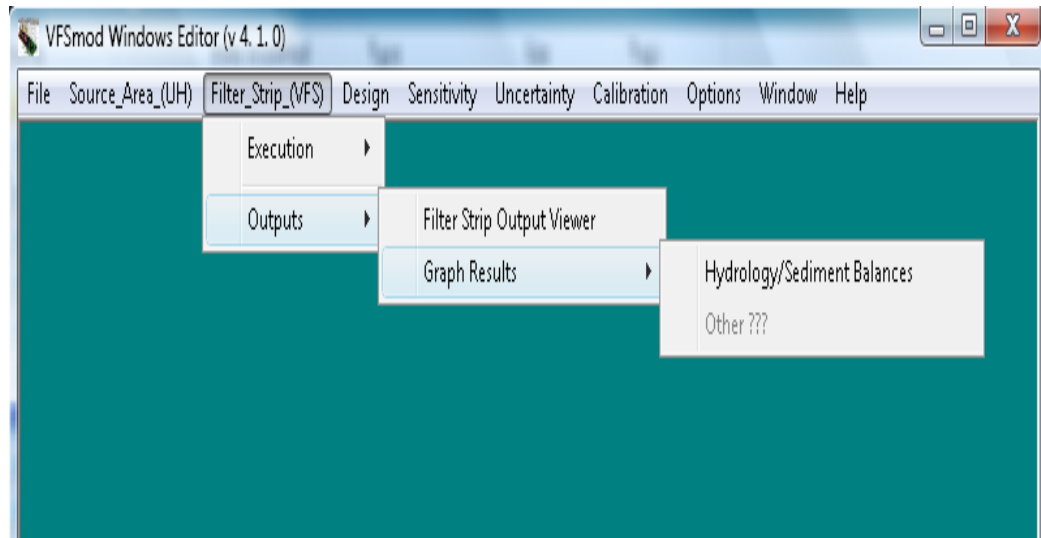 VFSmod Windows Editor (v 4. 1. 0)
File Source_Area_(UH) Filter_Strip_(VFS) Design Sensitivity Uncertainty Calibration Options Window Help
Execution
Outputs
Filter Strip Output Viewer
Graph Results
Hydrology/Sediment Balances
Other ???